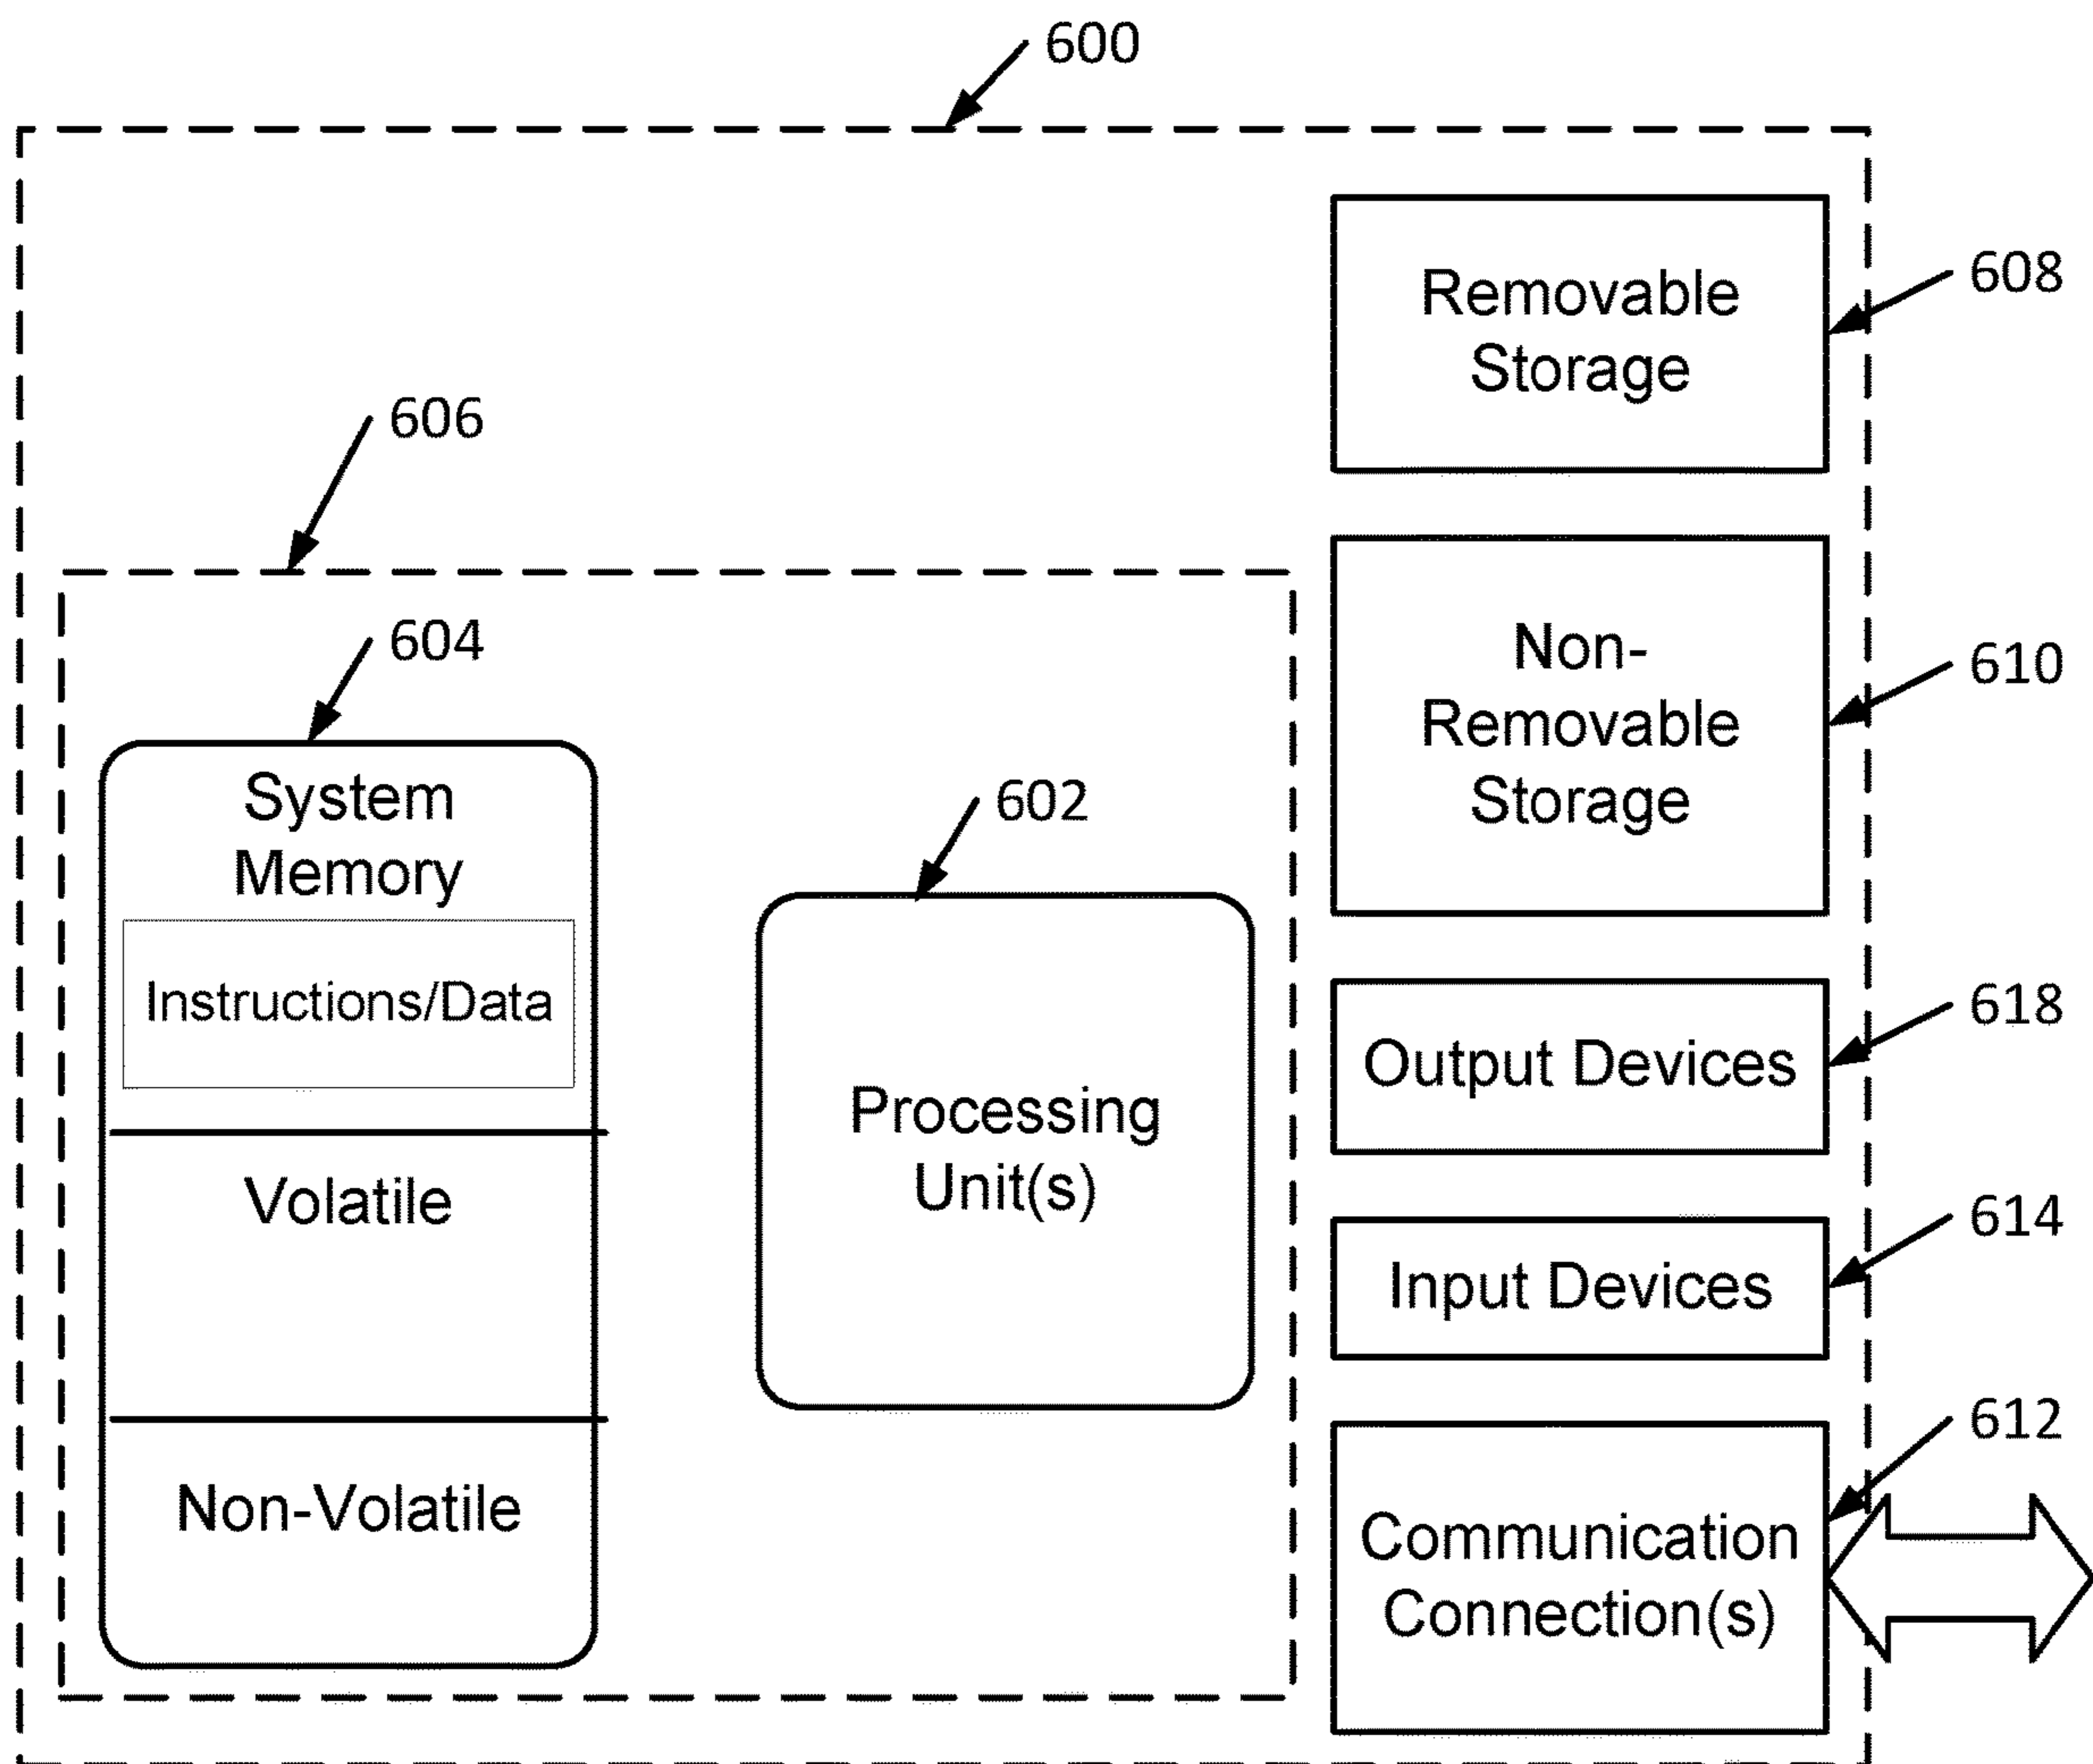 600
Removable
Storage
608
606
Non-
Removable
Storage
610
604
System
Memory
Instructions/Data
Volatile
Non-Volatile
602
Processing
Unit(s)
Output Devices
618
Input Devices
614
Communication
Connection(s)
612